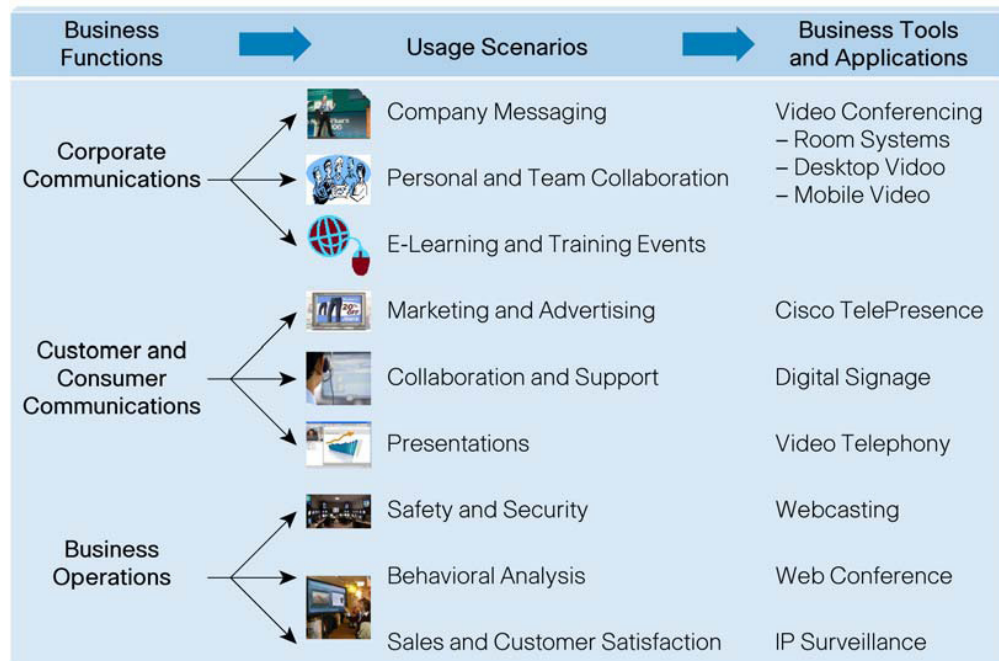 Business
Functions
Usage Scenarios
Business Tools
and Applications
Corporate
Communications
Company Messaging
Personal and Team Collaboration
E-Learning and Training Events
Video Conferencing
– Room Systems
– Desktop Vidoo
– Mobile Video
Customer and
Consumer
Communications
Marketing and Advertising
Collaboration and Support
Presentations
Cisco TelePresence
Digital Signage
Video Telephony
Business
Operations
Safety and Security
Behavioral Analysis
Sales and Customer Satisfaction
Webcasting
Web Conference
IP Surveillance
20%
OFF